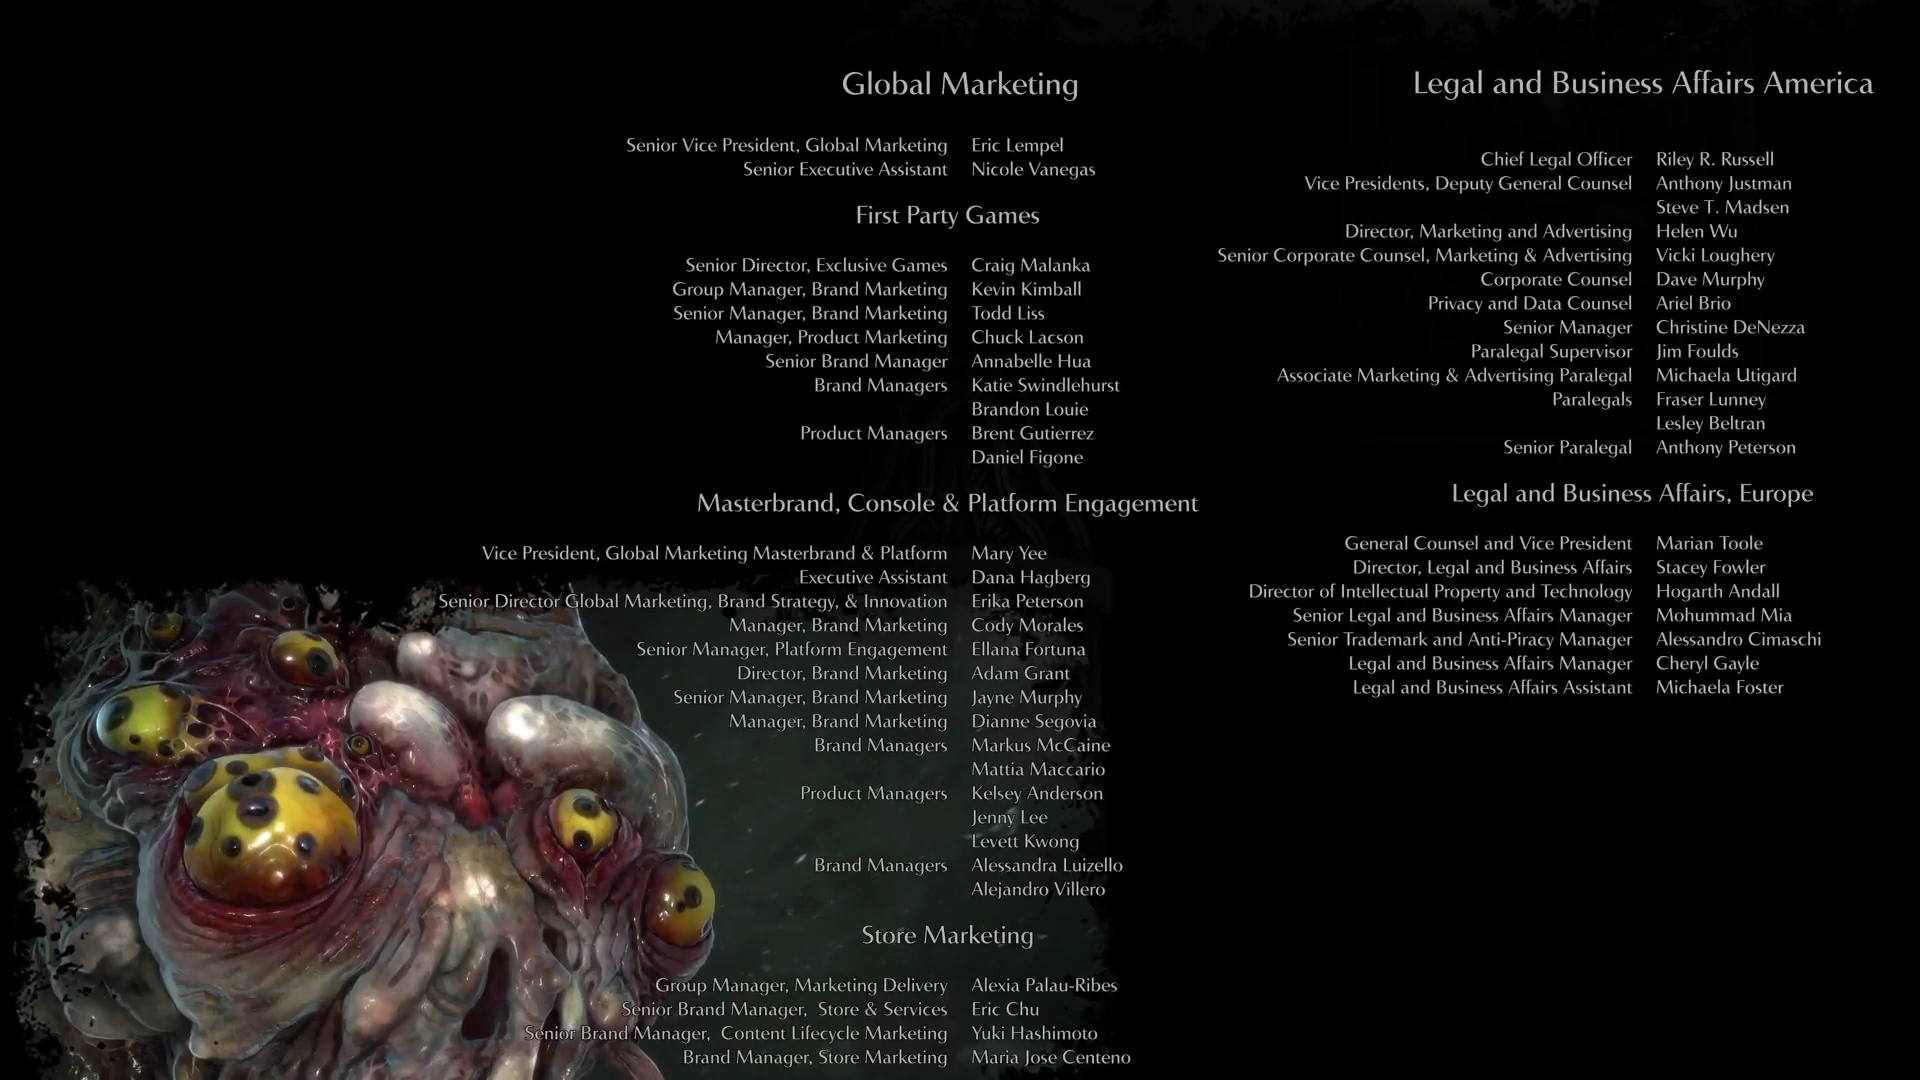 Global Marketing
Senior Vice President, Global Marketing Eric Lempel
Senior Executive Assistant Nicole Vanegas
First Party Games
Senior Director, Exclusive Games Craig Malanka
Group Manager, Brand Marketing Kevin Kimball
Senior Manager, Brand Marketing Todd Liss
Manager, Product Marketing Chuck Lacson
Senior Brand Manager Annabelle Hua
Brand Managers Katie Swindlehurst
Brandon Louie
Product Managers Brent Gutierrez
Daniel Figone
Masterbrand, Console & Platform Engagement
Vice President, Global Marketing Masterbrand & Platform Mary Yee
Executive Assistant Dana Hagberg
Senior Director Global Marketing, Brand Strategy, & Innovation Erika Peterson
Manager, Brand Marketing Cody Morales
Senior Manager, Platform Engagement Ellana Fortuna
Director, Brand Marketing Adam Grant
Senior Manager, Brand Marketing Jayne Murphy
Manager, Brand Marketing Dianne Segovia
Brand Managers Markus McCaine
Mattia Maccario
Product Managers Kelsey Anderson
Jenny Lee
Levett Kwong
Brand Managers Alessandra Luizello
Alejandro Villero
Store Marketing
Group Manager, Marketing Delivery Alexia Palau-Ribes
Senior Brand Manager, Store & Services Eric Chu
Senior Brand Manager, Content Lifecycle Marketing Yuki Hashimoto
Brand Manager, Store Marketing Maria Jose Centeno
Legal and Business Affairs America
Chief Legal Officer Riley R. Russell
Vice Presidents, Deputy General Counsel Anthony Justman
Steve T. Madsen
Director, Marketing and Advertising Helen Wu
Senior Corporate Counsel, Marketing & Advertising Vicki Loughery
Corporate Counsel Dave Murphy
Privacy and Data Counsel Ariel Brio
Senior Manager Christine DeNezza
Paralegal Supervisor Jim Foulds
Associate Marketing & Advertising Paralegal Michaela Utigard
Paralegals Fraser Lunney
Lesley Beltran
Senior Paralegal Anthony Peterson
Legal and Business Affairs, Europe
General Counsel and Vice President Marian Toole
Director, Legal and Business Affairs Stacey Fowler
Director of Intellectual Property and Technology Hogarth Andall
Senior Legal and Business Affairs Manager Mohummad Mia
Senior Trademark and Anti-Piracy Manager Alessandro Cimaschi
Legal and Business Affairs Manager Cheryl Gayle
Legal and Business Affairs Assistant Michaela Foster